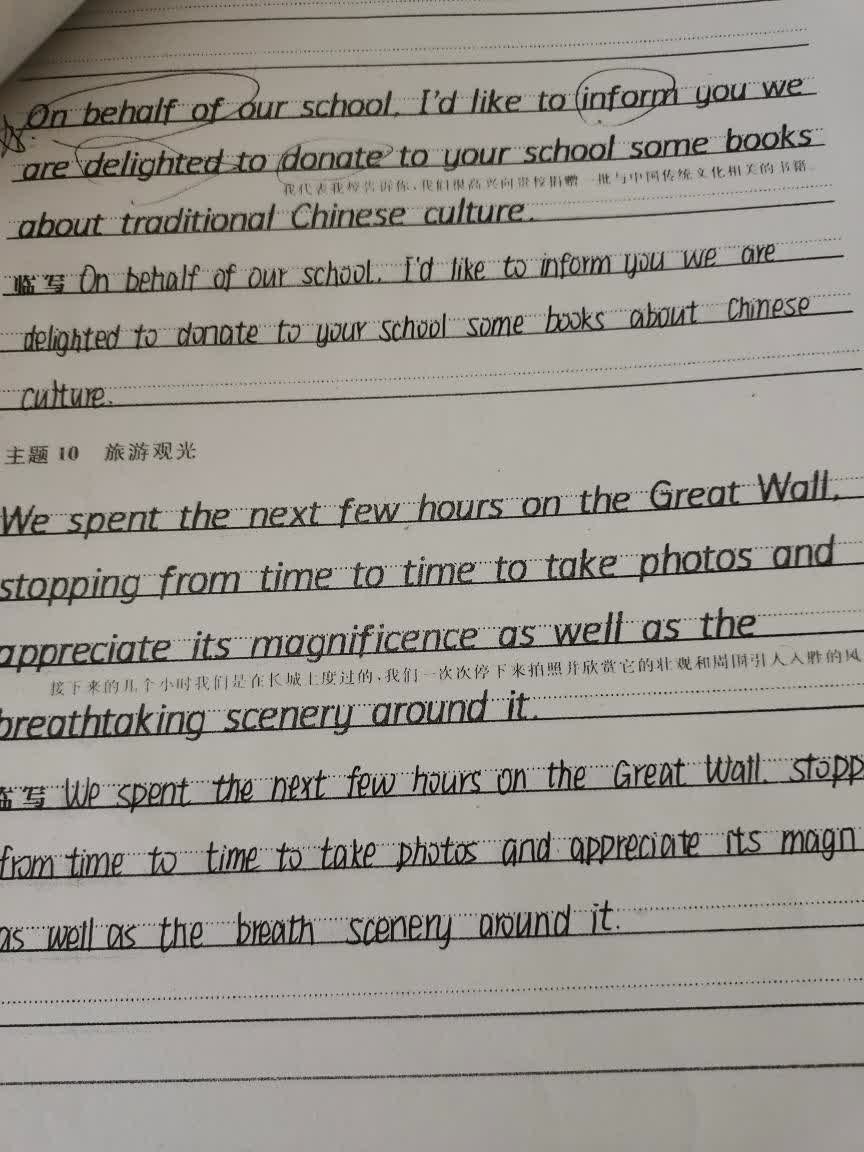 On behalf of our school, I'd like to inform you we
are delighted to donate to your school some books
我代表我校告诉你,我们很高兴向贵校捐赠一批与中国传统文化相关的书籍
about traditional Chinese culture.
临写 On behalf of our school, I'd like to inform you we are
delighted to donate to your school some books about Chinese
culture.
主题 10 旅游观光
We spent the next few hours on the Great Wall,
stopping from time to time to take photos and
appreciate its magnificence as well as the
接下来的几个小时我们是在长城上度过的,我们一次次停下来拍照并欣赏它的壮观和周围引人入胜的风
breathtaking scenery around it.
临写 We spent the next few hours on the Great Wall. stopp
from time to time to take photos and appreciate its magn
as well as the breath scenery around it.